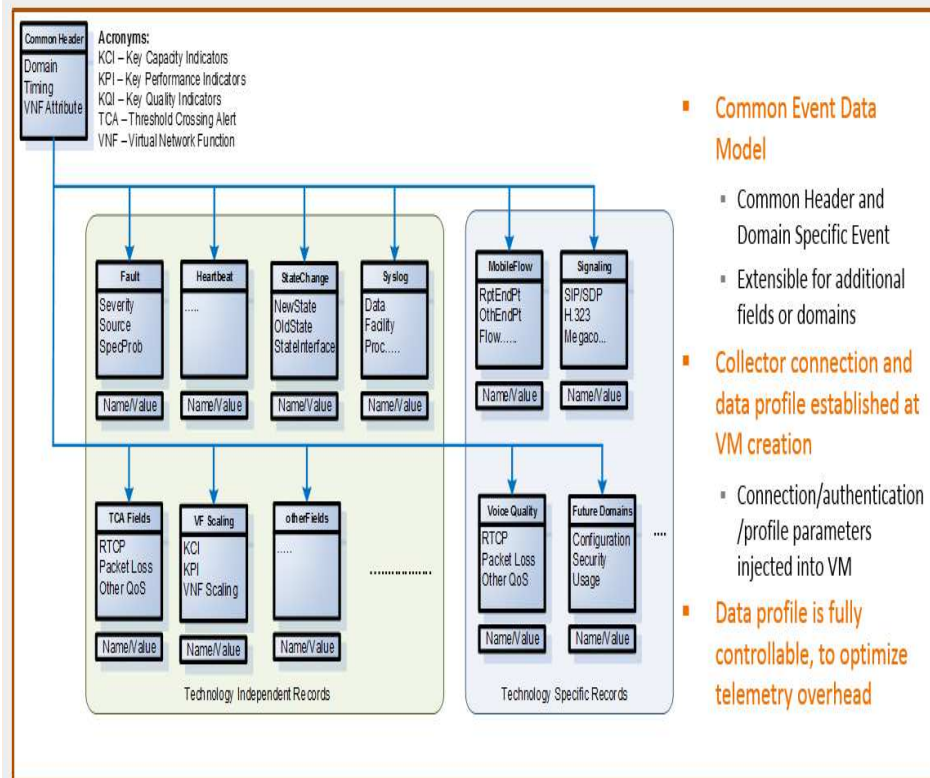 Common Header
Domain
Timing
VNF Attribute
Acronyms:
KCI – Key Capacity Indicators
KPI – Key Performance Indicators
KQI – Key Quality Indicators
TCA – Threshold Crossing Alert
VNF – Virtual Network Function
Fault
Severity
Source
SpecProb
Name/Value
Heartbeat
.....
Name/Value
StateChange
NewState
OldState
StateInterface
Name/Value
Syslog
Data
Facility
Proc.....
Name/Value
MobileFlow
RptEndPt
OthEndPt
Flow......
Name/Value
Signaling
SIP/SDP
H.323
Megaco...
Name/Value
TCA Fields
RTCP
Packet Loss
Other QoS
Name/Value
VF Scaling
KCI
KPI
VNF Scaling
Name/Value
otherFields
.....
Name/Value
.................
Technology Independent Records
Voice Quality
RTCP
Packet Loss
Other QoS
Name/Value
Future Domains
Configuration
Security
Usage
Name/Value
....
Technology Specific Records
▪ Common Event Data
Model
▪ Common Header and
Domain Specific Event
▪ Extensible for additional
fields or domains
▪ Collector connection and
data profile established at
VM creation
▪ Connection/authentication
/profile parameters
injected into VM
▪ Data profile is fully
controllable, to optimize
telemetry overhead